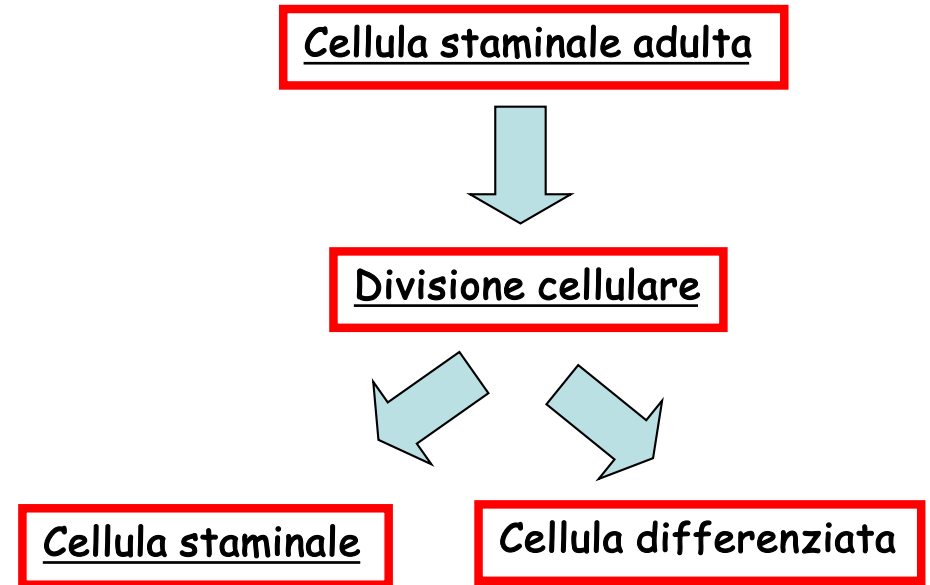 Cellula staminale adulta
Divisione cellulare
Cellula staminale
Cellula differenziata